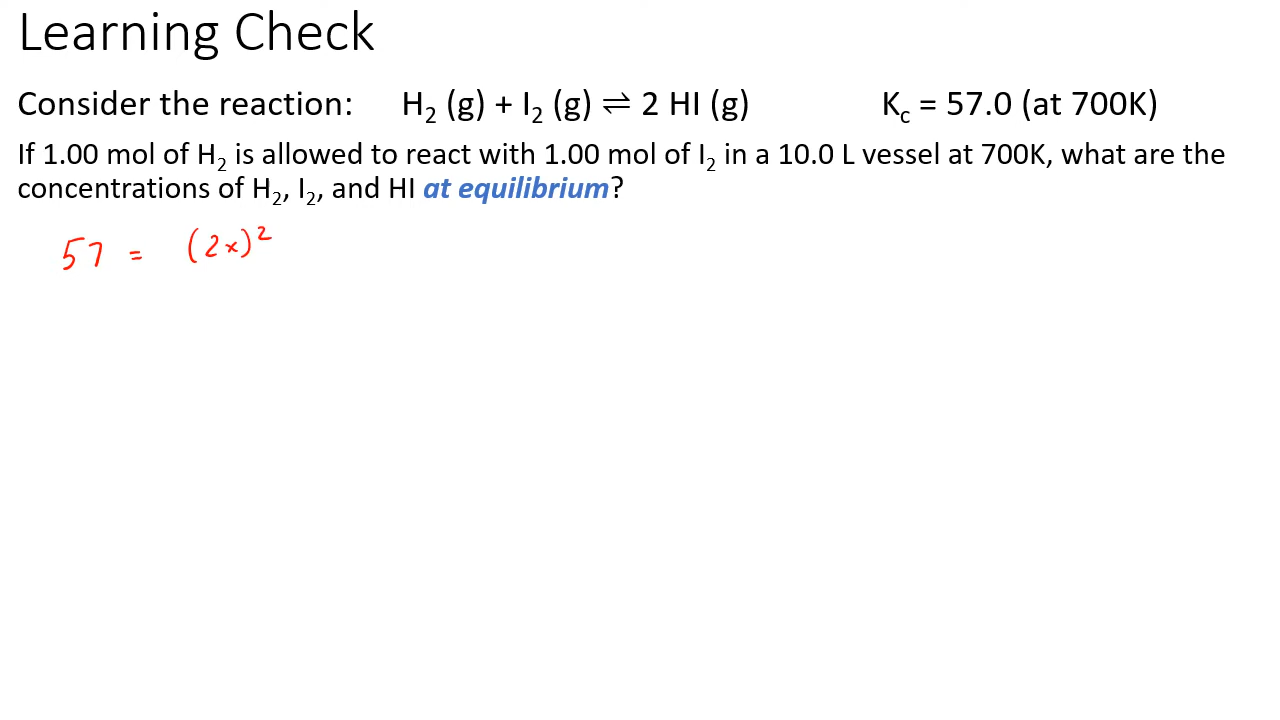 Learning Check
Consider the reaction: H₂ (g) + I₂ (g) ⇌ 2 HI (g) K꜀ = 57.0 (at 700K)
If 1.00 mol of H₂ is allowed to react with 1.00 mol of I₂ in a 10.0 L vessel at 700K, what are the
concentrations of H₂, I₂, and HI at equilibrium?
57 = (2x)²